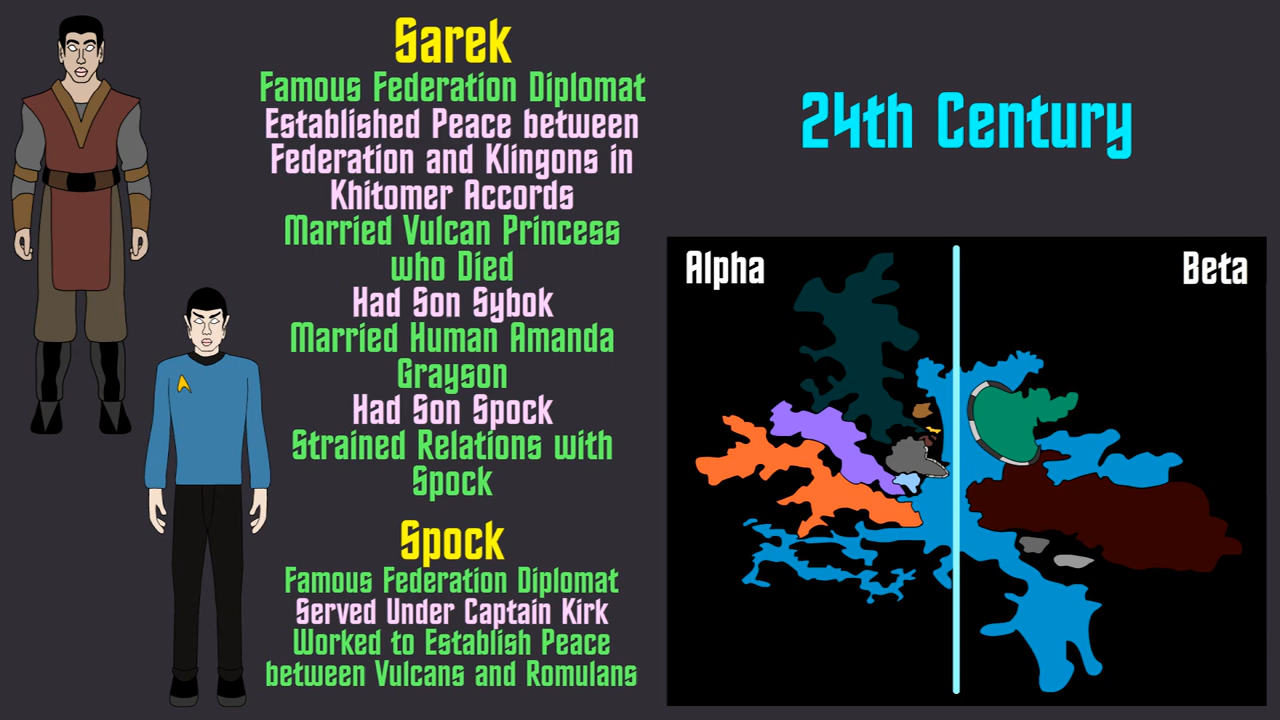 Sarek
Famous Federation Diplomat
Established Peace between
Federation and Klingons in
Khitomer Accords
Married Vulcan Princess
who Died
Had Son Sybok
Married Human Amanda
Grayson
Had Son Spock
Strained Relations with
Spock
Spock
Famous Federation Diplomat
Served Under Captain Kirk
Worked to Establish Peace
between Vulcans and Romulans
24th Century
Alpha
Beta